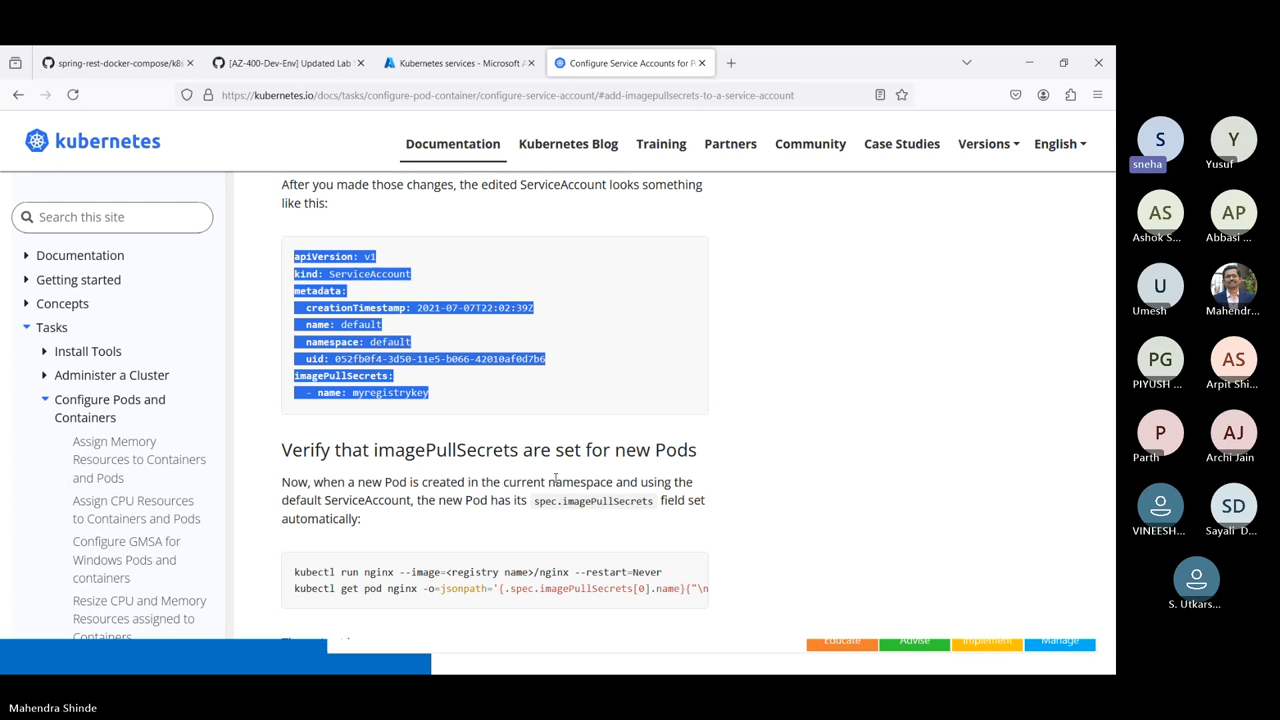 spring-rest-docker-compose/k8s
[AZ-400-Dev-Env] Updated Lab
Kubernetes services - Microsoft A
Configure Service Accounts for P
https://kubernetes.io/docs/tasks/configure-pod-container/configure-service-account/#add-imagepullsecrets-to-a-service-account
kubernetes
Documentation
Kubernetes Blog
Training
Partners
Community
Case Studies
Versions
English
Search this site
Documentation
Getting started
Concepts
Tasks
Install Tools
Administer a Cluster
Configure Pods and
Containers
Assign Memory
Resources to Containers
and Pods
Assign CPU Resources
to Containers and Pods
Configure GMSA for
Windows Pods and
containers
Resize CPU and Memory
Resources assigned to
Containers
After you made those changes, the edited ServiceAccount looks something
like this:
apiVersion: v1
kind: ServiceAccount
metadata:
creationTimestamp: 2021-07-07T22:02:39Z
name: default
namespace: default
uid: 052fb0f4-3d50-11e5-b066-42010af0d7b6
imagePullSecrets:
- name: myregistrykey
Verify that imagePullSecrets are set for new Pods
Now, when a new Pod is created in the current namespace and using the
default ServiceAccount, the new Pod has its spec.imagePullSecrets field set
automatically:
kubectl run nginx --image=<registry name>/nginx --restart=Never
kubectl get pod nginx -o=jsonpath='{.spec.imagePullSecrets[0].name}{"\n
Educate
Advise
Implement
Manage
S
sneha
Y
Yusuf
AS
Ashok S...
AP
Abbasi ...
U
Umesh
Mahendr...
PG
PIYUSH ...
AS
Arpit Shi...
P
Parth
AJ
Archi Jain
VINEESH...
SD
Sayali D...
S. Utkars...
Mahendra Shinde